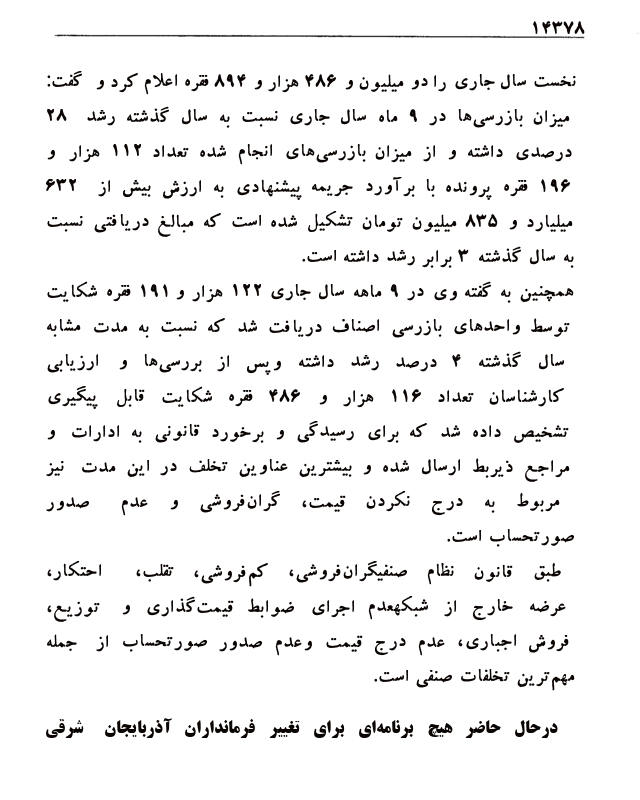 ۱۴۳۷۸
نخست سال جاری را دو میلیون و ۴۸۶ هزار و ۸۹۴ فقره اعلام کرد و گفت:
میزان بازرسی‌ها در ۹ ماه سال جاری نسبت به سال گذشته رشد ۲۸
درصدی داشته و از میزان بازرسی‌های انجام شده تعداد ۱۱۲ هزار و
۱۹۶ فقره پرونده با برآورد جریمه پیشنهادی به ارزش بیش از ۶۳۲
میلیارد و ۸۳۵ میلیون تومان تشکیل شده است که مبالغ دریافتی نسبت
به سال گذشته ۳ برابر رشد داشته است.
همچنین به گفته وی در ۹ ماهه سال جاری ۱۲۲ هزار و ۱۹۱ فقره شکایت
توسط واحدهای بازرسی اصناف دریافت شد که نسبت به مدت مشابه
سال گذشته ۴ درصد رشد داشته وپس از بررسی‌ها و ارزیابی
کارشناسان تعداد ۱۱۶ هزار و ۴۸۶ فقره شکایت قابل پیگیری
تشخیص داده شد که برای رسیدگی و برخورد قانونی به ادارات و
مراجع ذیربط ارسال شده و بیشترین عناوین تخلف در این مدت نیز
مربوط به درج نکردن قیمت، گران‌فروشی و عدم صدور
صورتحساب است.
طبق قانون نظام صنفیگران‌فروشی، کم‌فروشی، تقلب، احتکار،
عرضه خارج از شبکهعدم اجرای ضوابط قیمت‌گذاری و توزیع،
فروش اجباری، عدم درج قیمت وعدم صدور صورتحساب از جمله
مهم‌ترین تخلفات صنفی است.
درحال حاضر هیچ برنامه‌ای برای تغییر فرمانداران آذربایجان شرقی